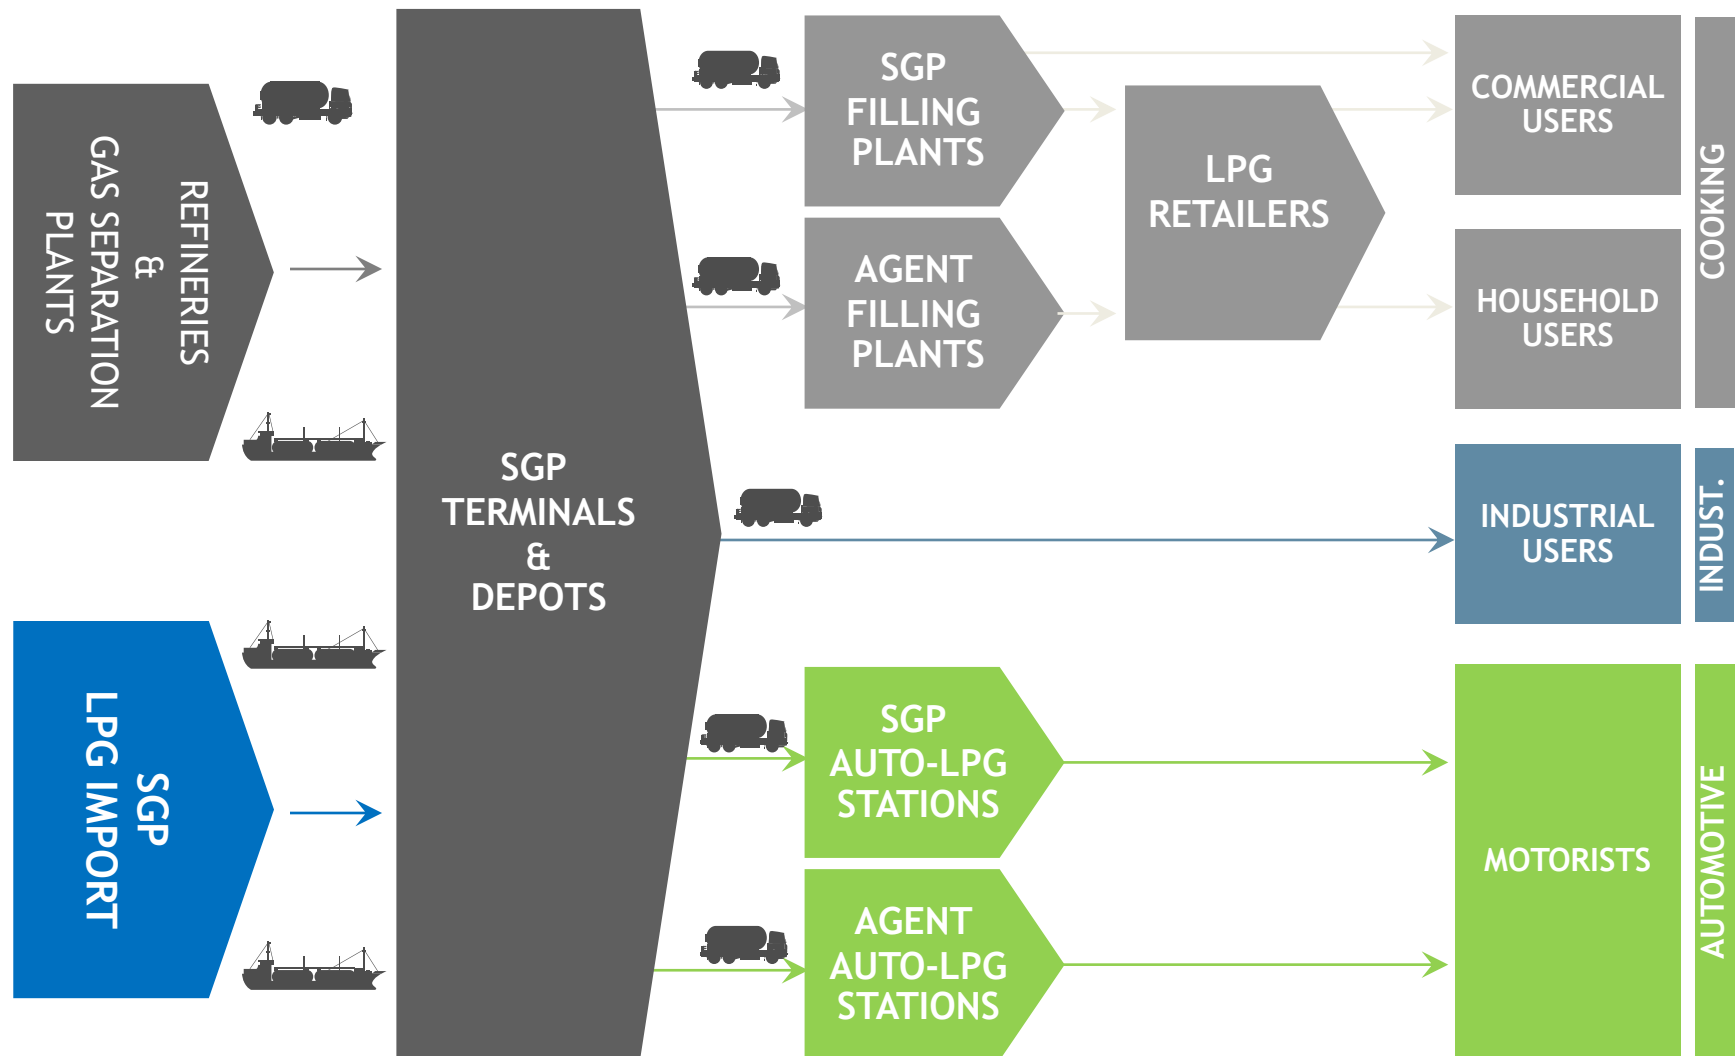 REFINERIES
&
GAS SEPARATION
PLANTS
SGP
LPG IMPORT
SGP
TERMINALS
&
DEPOTS
SGP
FILLING
PLANTS
AGENT
FILLING
PLANTS
LPG
RETAILERS
COMMERCIAL
USERS
HOUSEHOLD
USERS
COOKING
INDUSTRIAL
USERS
INDUST.
SGP
AUTO-LPG
STATIONS
AGENT
AUTO-LPG
STATIONS
MOTORISTS
AUTOMOTIVE